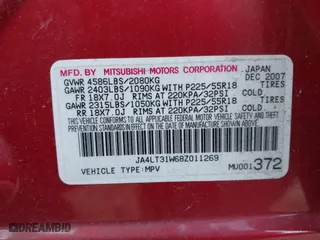 MFD. BY MITSUBISHI MOTORS CORPORATION, JAPAN
GVWR 4586LBS/2080KG DEC 2007
GAWR 2403LBS/1090KG WITH P225/55R18 TIRES
FR 18X7.0J RIMS AT 220KPA/32PSI COLD
GAWR 2315LBS/1050KG WITH P225/55R18 TIRES
RR 18X7.0J RIMS AT 220KPA/32PSI COLD
THIS VEHICLE CONFORMS TO ALL APPLICABLE FEDERAL
MOTOR VEHICLE SAFETY AND THEFT PREVENTION
STANDARDS IN EFFECT ON THE DATE OF
MANUFACTURE SHOWN ABOVE.
JA4LT31W68Z011269
VEHICLE TYPE: MPV MU001372
DREAMBID